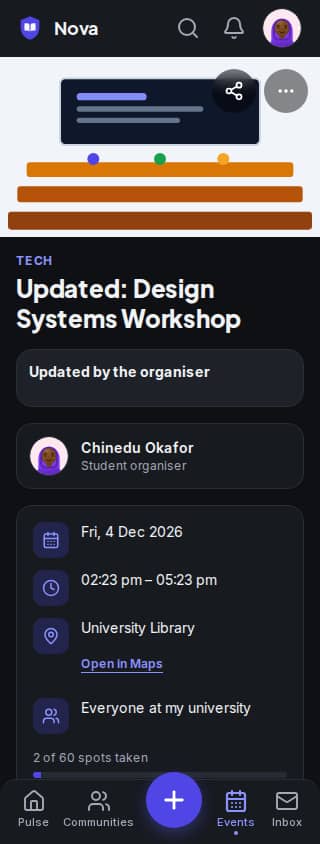 Nova
TECH
Updated: Design
Systems Workshop
Updated by the organiser
Chinedu Okafor
Student organiser
Fri, 4 Dec 2026
02:23 pm – 05:23 pm
University Library
Open in Maps
Everyone at my university
2 of 60 spots taken
Pulse
Communities
Events
Inbox